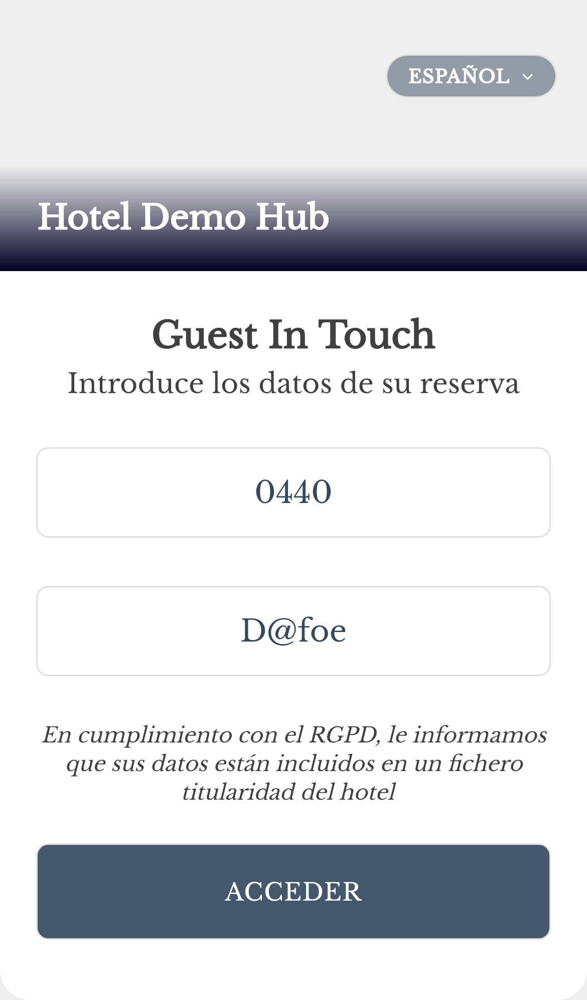 ESPAÑOL
Hotel Demo Hub
Guest In Touch
Introduce los datos de su reserva
0440
D@foe
En cumplimiento con el RGPD, le informamos
que sus datos están incluidos en un fichero
titularidad del hotel
ACCEDER